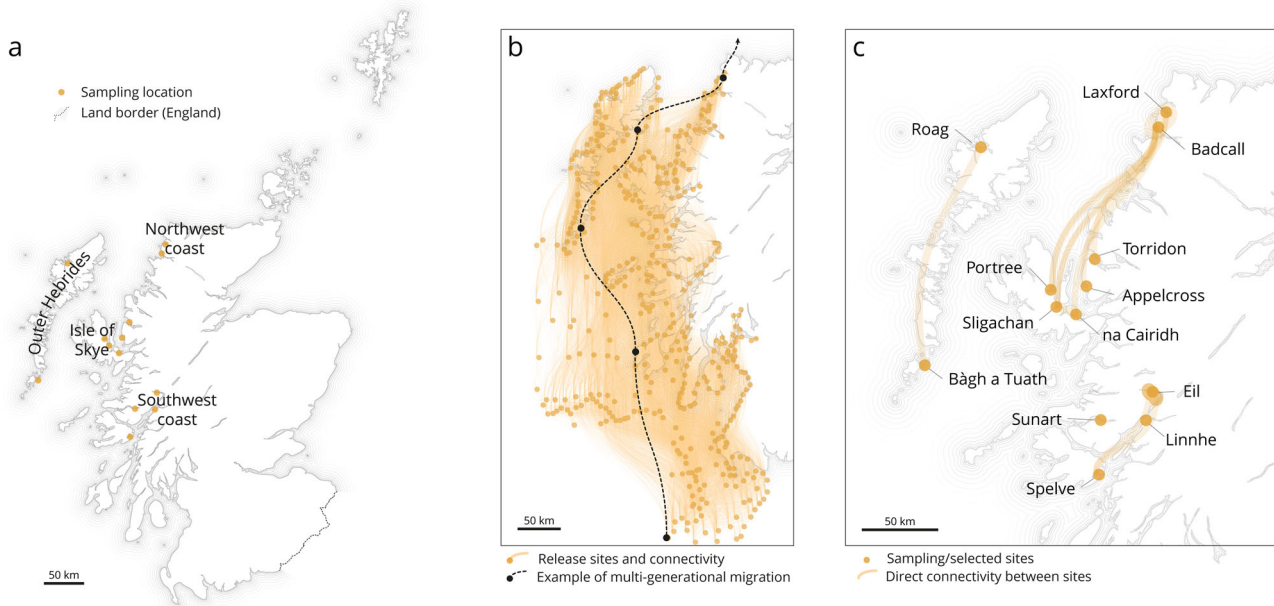 a
Sampling location
Land border (England)
Northwest
coast
Outer Hebrides
Isle of
Skye
Southwest
coast
50 km
b
50 km
Release sites and connectivity
Example of multi-generational migration
c
Laxford
Roag
Badcall
Torridon
Portree
Appelcross
Sligachan
na Cairidh
Bàgh a Tuath
Eil
Sunart
Linnhe
Spelve
50 km
Sampling/selected sites
Direct connectivity between sites